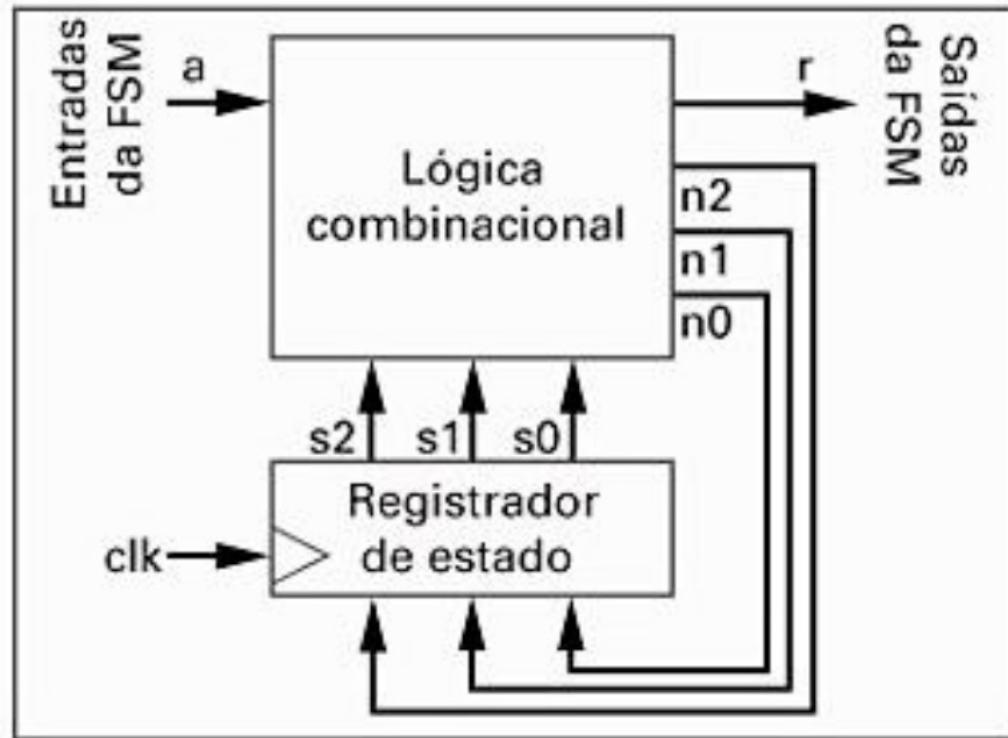 Entradas
da FSM
a
Lógica
combinacional
r
Saídas
da FSM
n2
n1
n0
s2
s1
s0
clk
Registrador
de estado